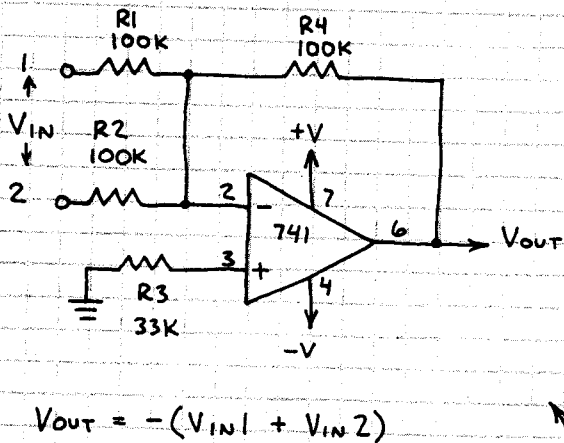 R1
100K
R4
100K
1
VIN
2
R2
100K
+V
2
7
-
741
6
VOUT
3
+
4
R3
33K
-V
VOUT = -(VIN1 + VIN2)